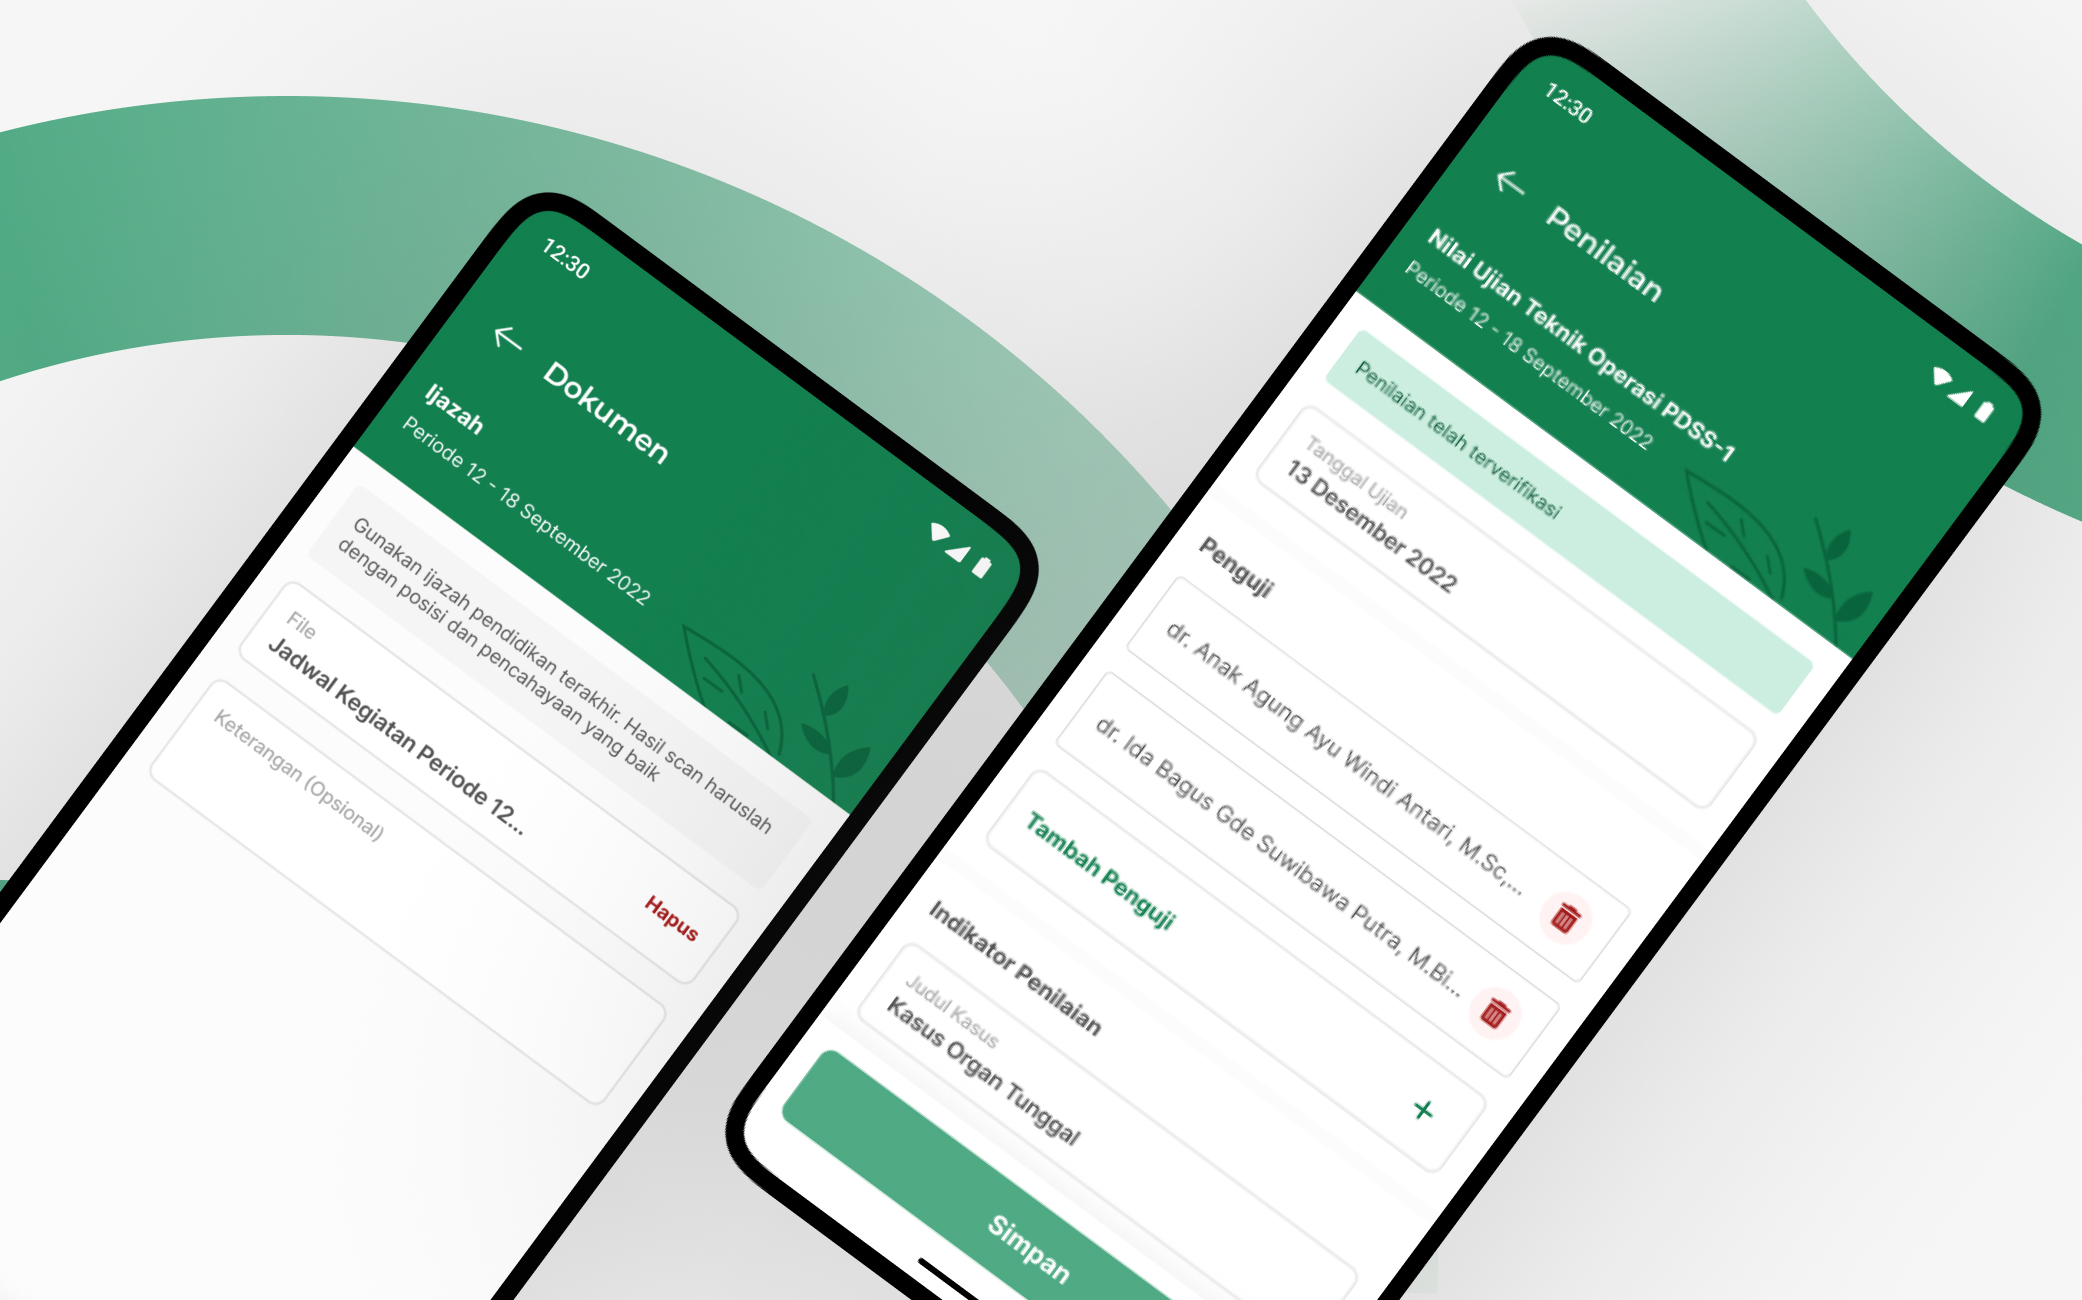 12:30
Dokumen
Ijazah
Periode 12 - 18 September 2022
Gunakan ijazah pendidikan terakhir. Hasil scan haruslah
dengan posisi dan pencahayaan yang baik
File
Jadwal Kegiatan Periode 12...
Hapus
Keterangan (Opsional)
12:30
Penilaian
Nilai Ujian Teknik Operasi PDSS-1
Periode 12 - 18 September 2022
Penilaian telah terverifikasi
Tanggal Ujian
13 Desember 2022
Penguji
dr. Anak Agung Ayu Windi Antari, M.Sc,...
dr. Ida Bagus Gde Suwibawa Putra, M.Bi...
Tambah Penguji
+
Indikator Penilaian
Judul Kasus
Kasus Organ Tunggal
Simpan